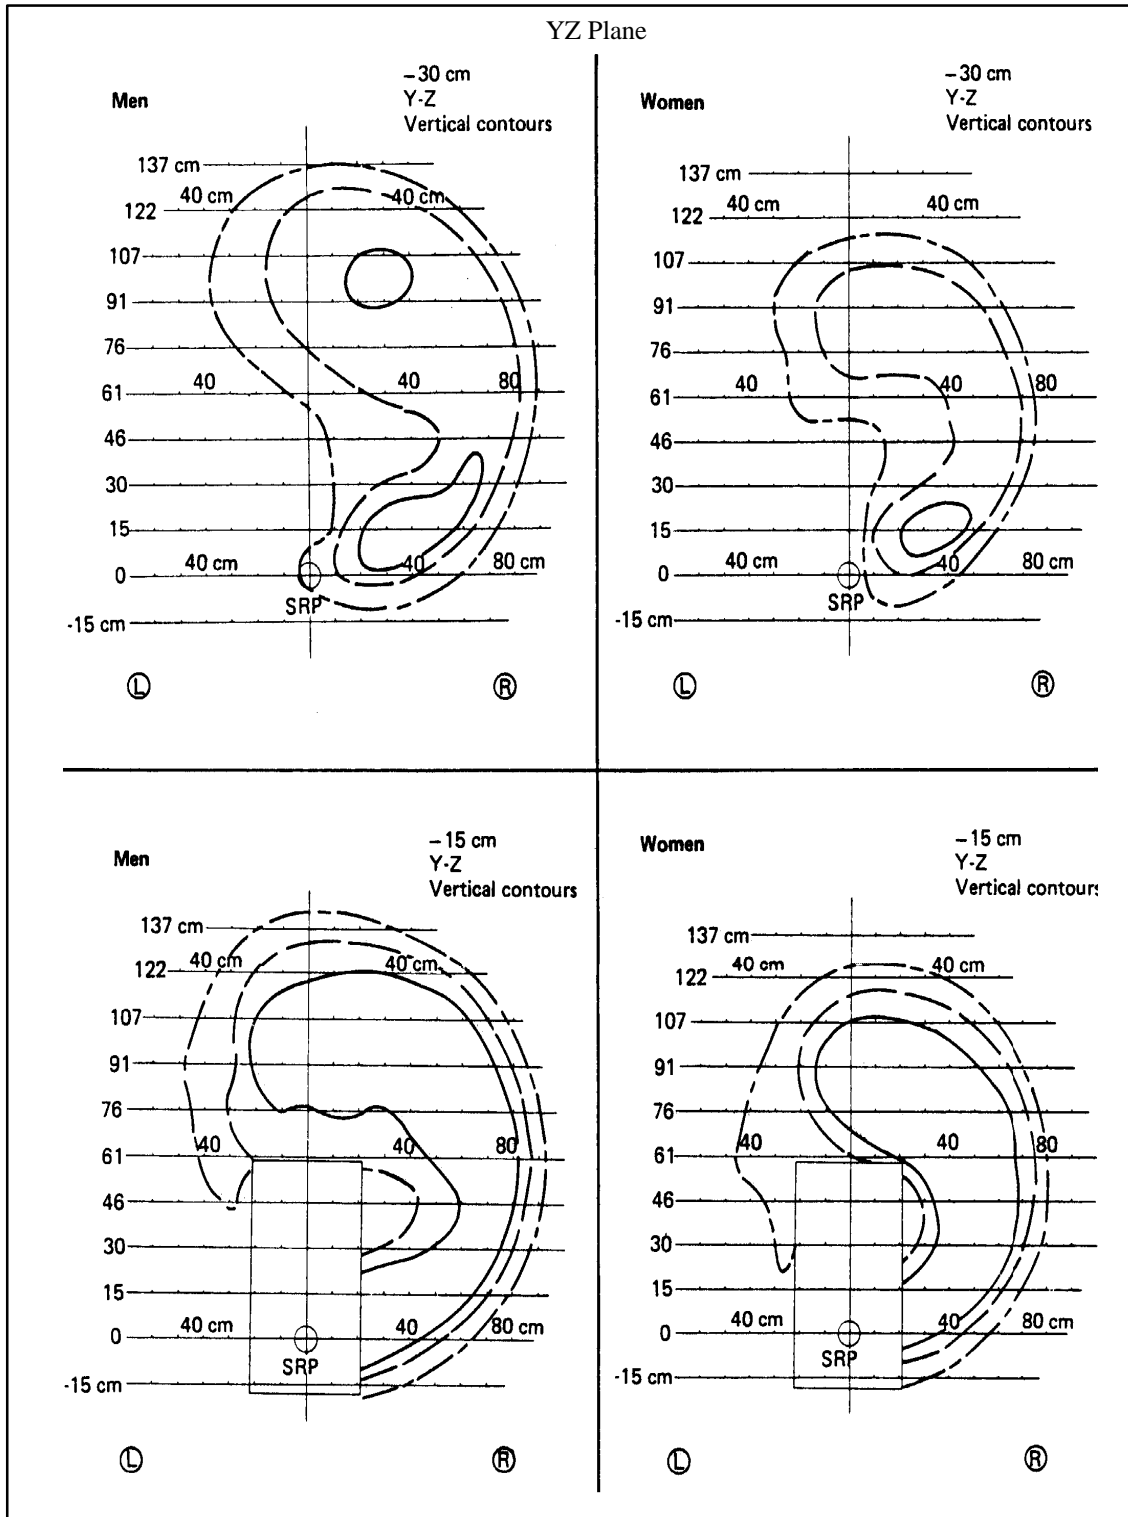 YZ Plane
Men
– 30 cm
Y-Z
Vertical contours
137 cm
40 cm
40 cm
122
107
91
76
40
40
80
61
46
30
15
40 cm
40
80 cm
0
SRP
-15 cm
L
R
Women
– 30 cm
Y-Z
Vertical contours
137 cm
40 cm
40 cm
122
107
91
76
40
40
80
61
46
30
15
40 cm
40
80 cm
0
SRP
-15 cm
L
R
Men
– 15 cm
Y-Z
Vertical contours
137 cm
40 cm
40 cm
122
107
91
76
40
40
80
61
46
30
15
40 cm
40
80 cm
0
SRP
-15 cm
L
R
Women
– 15 cm
Y-Z
Vertical contours
137 cm
40 cm
40 cm
122
107
91
76
40
40
80
61
46
30
15
40 cm
40
80 cm
0
SRP
-15 cm
L
R